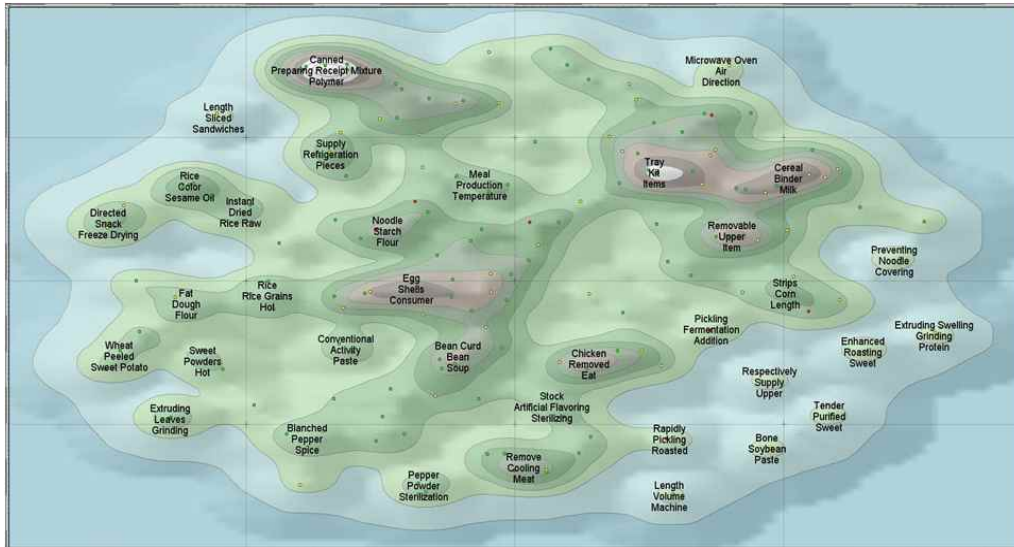 Canned
Preparing Receipt Mixture
Polymer
Microwave Oven
Air
Direction
Length
Sliced
Sandwiches
Supply
Refrigeration
Pieces
Tray
Kit
Items
Cereal
Binder
Milk
Meal
Production
Temperature
Rice
Color
Sesame Oil
Instant
Dried
Rice Raw
Directed
Snack
Freeze Drying
Noodle
Starch
Flour
Removable
Upper
Item
Preventing
Noodle
Covering
Egg
Shells
Consumer
Rice
Rice Grains
Hot
Fat
Dough
Flour
Strips
Corn
Length
Pickling
Fermentation
Addition
Extruding Swelling
Grinding
Protein
Enhanced
Roasting
Sweet
Wheat
Peeled
Sweet Potato
Sweet
Powders
Hot
Conventional
Activity
Paste
Bean Curd
Bean
Soup
Chicken
Removed
Eat
Respectively
Supply
Upper
Stock
Artificial Flavoring
Sterilizing
Tender
Purified
Sweet
Extruding
Leaves
Grinding
Blanched
Pepper
Spice
Rapidly
Pickling
Roasted
Bone
Soybean
Paste
Remove
Cooling
Meat
Pepper
Powder
Sterilization
Length
Volume
Machine